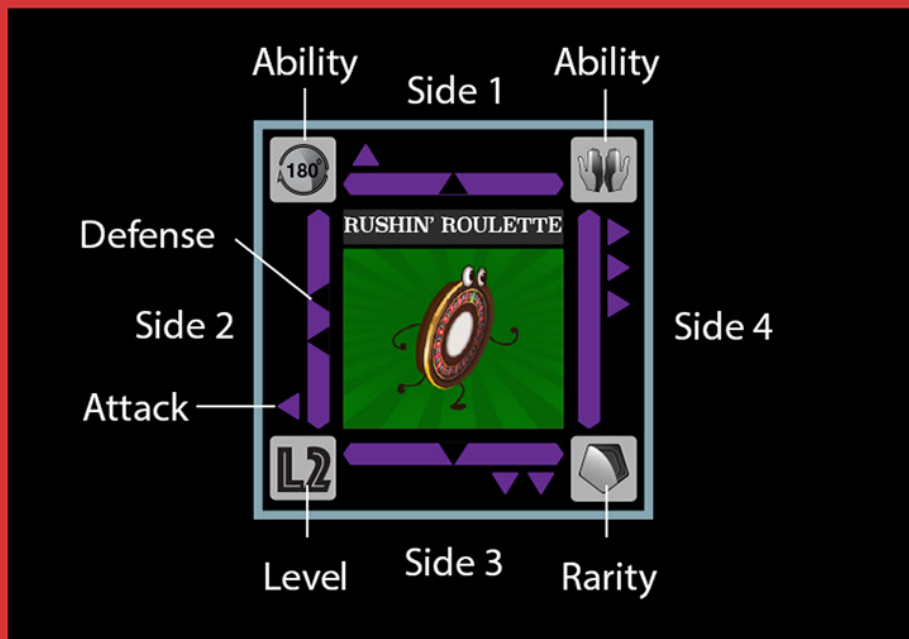 Ability
Ability
Side 1
180°
RUSHIN' ROULETTE
Defense
Side 2
Side 4
Attack
L2
Level
Side 3
Rarity